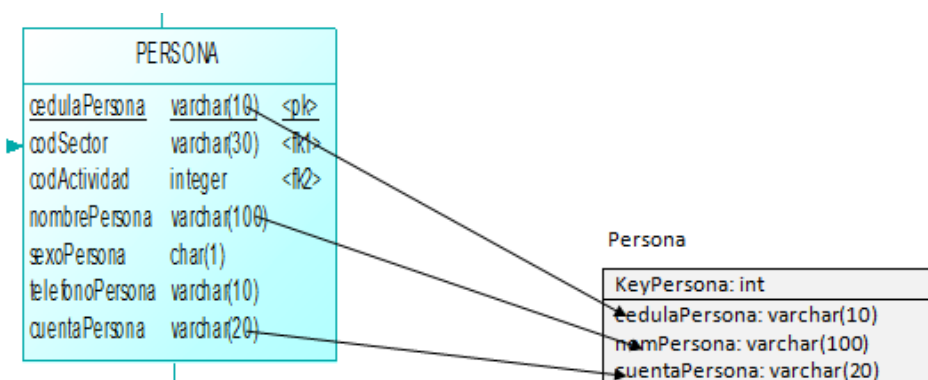 PERSONA
cedulaPersona varchar(10) <pk>
codSector varchar(30) <fk1>
codActividad integer <fk2>
nombrePersona varchar(100)
sexoPersona char(1)
telefonoPersona varchar(10)
cuentaPersona varchar(20)
Persona
KeyPersona: int
cedulaPersona: varchar(10)
nomPersona: varchar(100)
cuentaPersona: varchar(20)